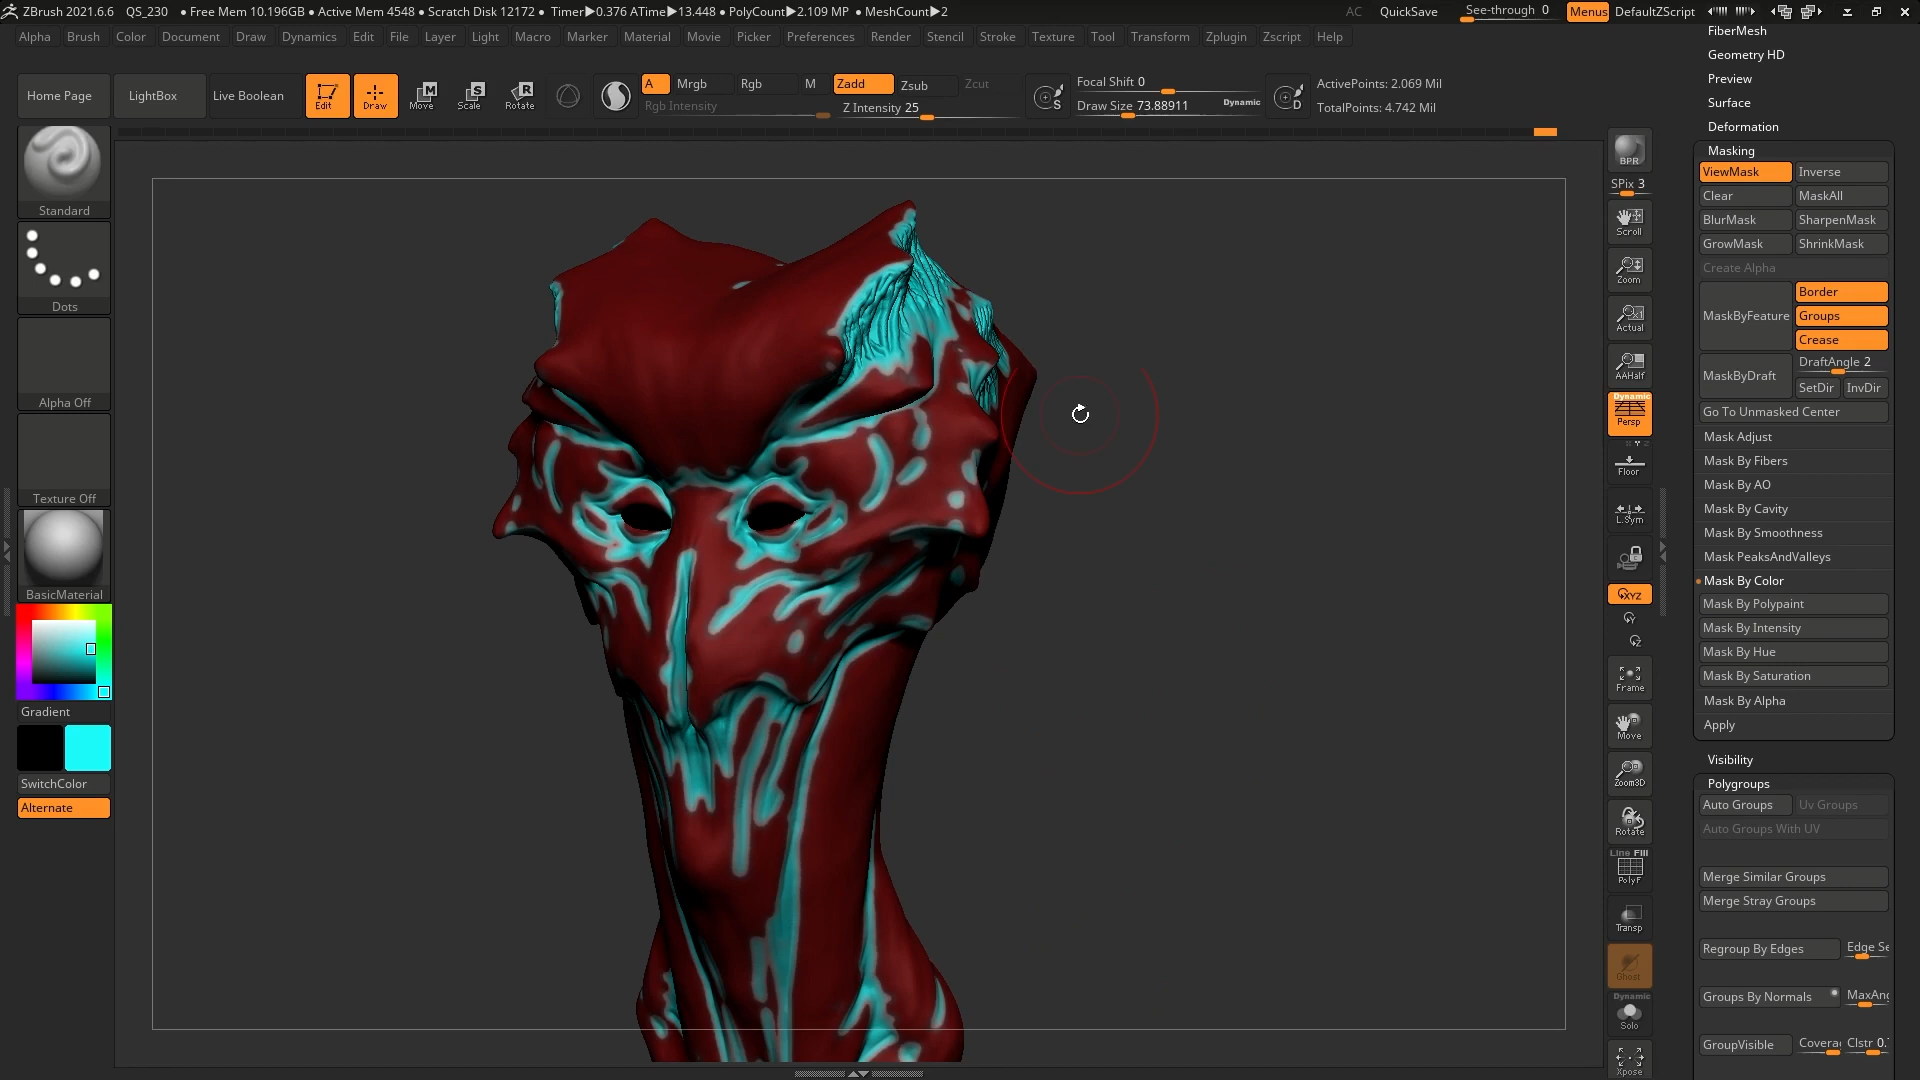 ZBrush 2021.6.6 QS_230 • Free Mem 10.196GB • Active Mem 4548 • Scratch Disk 12172 • Timer▶0.376 ATime▶13.448 • PolyCount▶2.109 MP • MeshCount▶2 AC QuickSave See-through 0 Menus DefaultZScript
Alpha Brush Color Document Draw Dynamics Edit File Layer Light Macro Marker Material Movie Picker Preferences Render Stencil Stroke Texture Tool Transform Zplugin Zscript Help
Home Page LightBox Live Boolean Edit Draw Move Scale Rotate
M S R
A Mrgb Rgb M Zadd Zsub Zcut
Rgb Intensity Z Intensity 25
S Focal Shift 0
Draw Size 73.88911 Dynamic
D ActivePoints: 2.069 Mil
TotalPoints: 4.742 Mil
Standard
Dots
Alpha Off
Texture Off
BasicMaterial
Gradient
SwitchColor
Alternate
BPR
SPix 3
Scroll
Zoom
Actual
AAHalf
Dynamic
Persp
Floor
L.Sym
XYZ
Y
Z
Frame
Move
Zoom3D
Rotate
Line Fill
PolyF
Transp
Ghost
Dynamic
Solo
Xpose
FiberMesh
Geometry HD
Preview
Surface
Deformation
Masking
ViewMask Inverse
Clear MaskAll
BlurMask SharpenMask
GrowMask ShrinkMask
Create Alpha
MaskByFeature
Border
Groups
Crease
MaskByDraft
DraftAngle 2
SetDir InvDir
Go To Unmasked Center
Mask Adjust
Mask By Fibers
Mask By AO
Mask By Cavity
Mask By Smoothness
Mask PeaksAndValleys
Mask By Color
Mask By Polypaint
Mask By Intensity
Mask By Hue
Mask By Saturation
Mask By Alpha
Apply
Visibility
Polygroups
Auto Groups Uv Groups
Auto Groups With UV
Merge Similar Groups
Merge Stray Groups
Regroup By Edges Edge Se
Groups By Normals MaxAng
GroupVisible Covera Clstr 0.